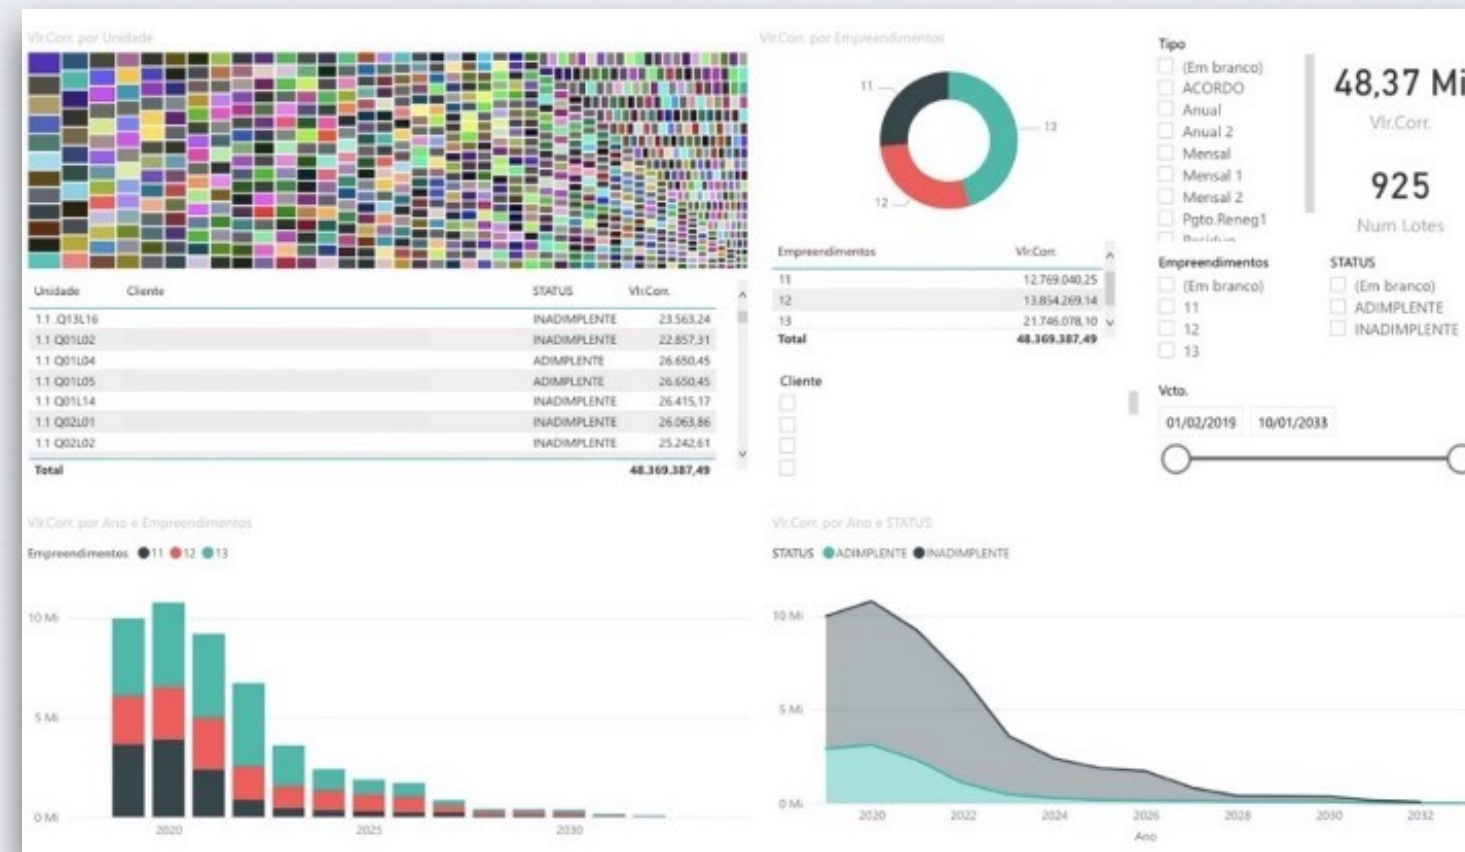 Vlr.Corr. por Unidade
Unidade Cliente STATUS Vlr.Corr.
1.1 .Q13L16 INADIMPLENTE 23.563,24
1.1 Q01L02 INADIMPLENTE 22.857,31
1.1 Q01L04 ADIMPLENTE 26.650,45
1.1 Q01L05 ADIMPLENTE 26.650,45
1.1 Q01L14 INADIMPLENTE 26.415,17
1.1 Q02L01 INADIMPLENTE 26.063,86
1.1 Q02L02 INADIMPLENTE 25.242,61
Total 48.369.387,49
Vlr.Corr. por Empreendimentos
11
13
12
Empreendimentos Vlr.Corr.
11 12.769.040,25
12 13.854.269,14
13 21.746.078,10
Total 48.369.387,49
Cliente
Tipo
(Em branco)
ACORDO
Anual
Anual 2
Mensal
Mensal 1
Mensal 2
Pgto.Reneg1
48,37 Mi
Vlr.Corr.
925
Num Lotes
Empreendimentos
(Em branco)
11
12
13
STATUS
(Em branco)
ADIMPLENTE
INADIMPLENTE
Vcto.
01/02/2019 10/01/2033
Vlr.Corr. por Ano e Empreendimentos
Empreendimentos 11 12 13
10 Mi
5 Mi
0 Mi
2020 2025 2030
Vlr.Corr. por Ano e STATUS
STATUS ADIMPLENTE INADIMPLENTE
10 Mi
5 Mi
0 Mi
2020 2022 2024 2026 2028 2030 2032
Ano